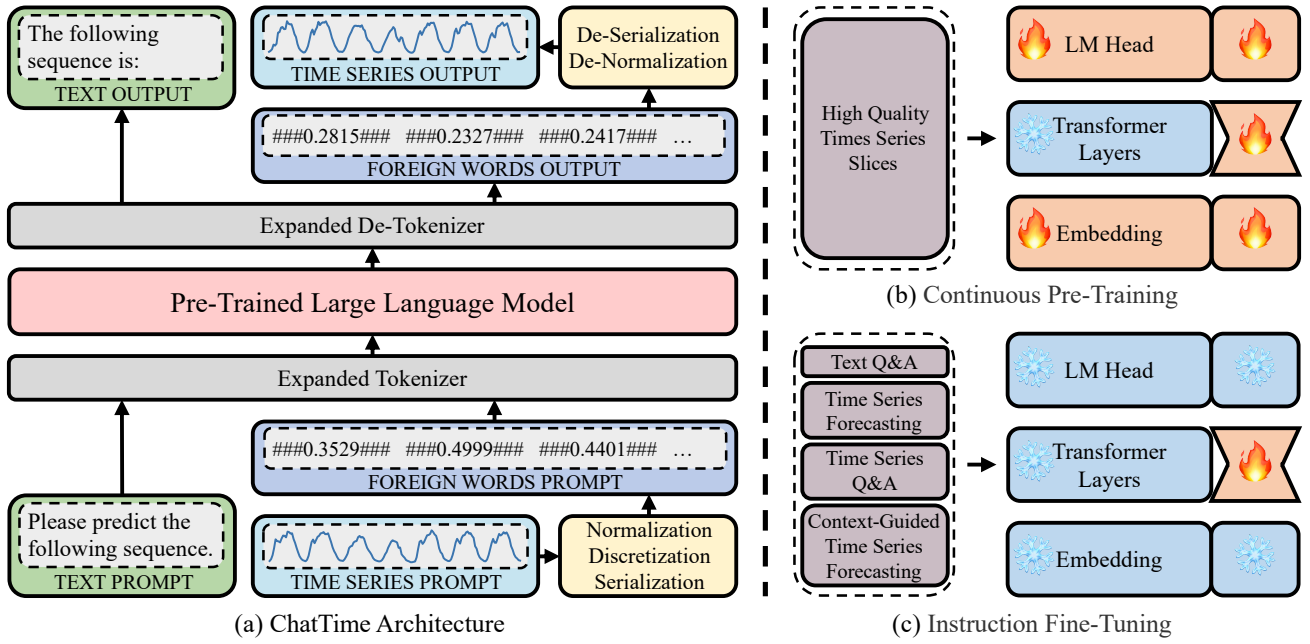 The following
sequence is:
TEXT OUTPUT
TIME SERIES OUTPUT
De-Serialization
De-Normalization
###0.2815### ###0.2327### ###0.2417### …
FOREIGN WORDS OUTPUT
Expanded De-Tokenizer
Pre-Trained Large Language Model
Expanded Tokenizer
###0.3529### ###0.4999### ###0.4401### …
FOREIGN WORDS PROMPT
Please predict the
following sequence.
TEXT PROMPT
TIME SERIES PROMPT
Normalization
Discretization
Serialization
(a) ChatTime Architecture
High Quality
Times Series
Slices
LM Head
Transformer
Layers
Embedding
(b) Continuous Pre-Training
Text Q&A
Time Series
Forecasting
Time Series
Q&A
Context-Guided
Time Series
Forecasting
LM Head
Transformer
Layers
Embedding
(c) Instruction Fine-Tuning